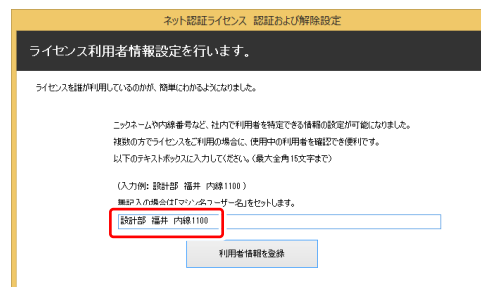 ネット認証ライセンス 認証および解除設定
ライセンス利用者情報設定を行います。
ライセンスを誰が利用しているのかが、簡単にわかるようになりました。
ニックネームや内線番号など、社内で利用者を特定できる情報の設定が可能になりました。
複数の方でライセンスをご利用の場合に、使用中の利用者を確認でき便利です。
以下のテキストボックスに入力してください。(最大全角15文字まで)
(入力例: 設計部 福井 内線1100)
無記入の場合は「マシン名-ユーザー名」をセットします。
設計部 福井 内線1100
利用者情報を登録